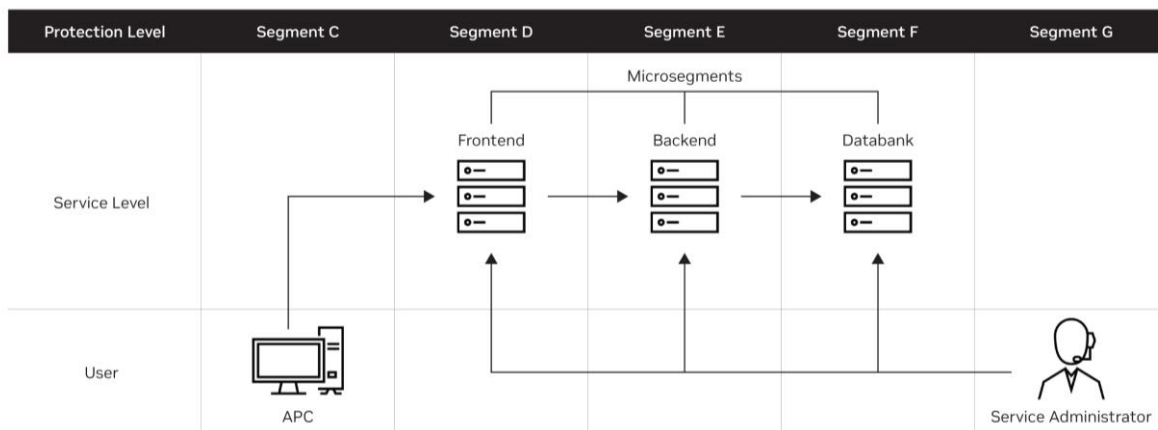 Protection Level Segment C Segment D Segment E Segment F Segment G
Microsegments
Frontend Backend Databank
Service Level
User
APC Service Administrator